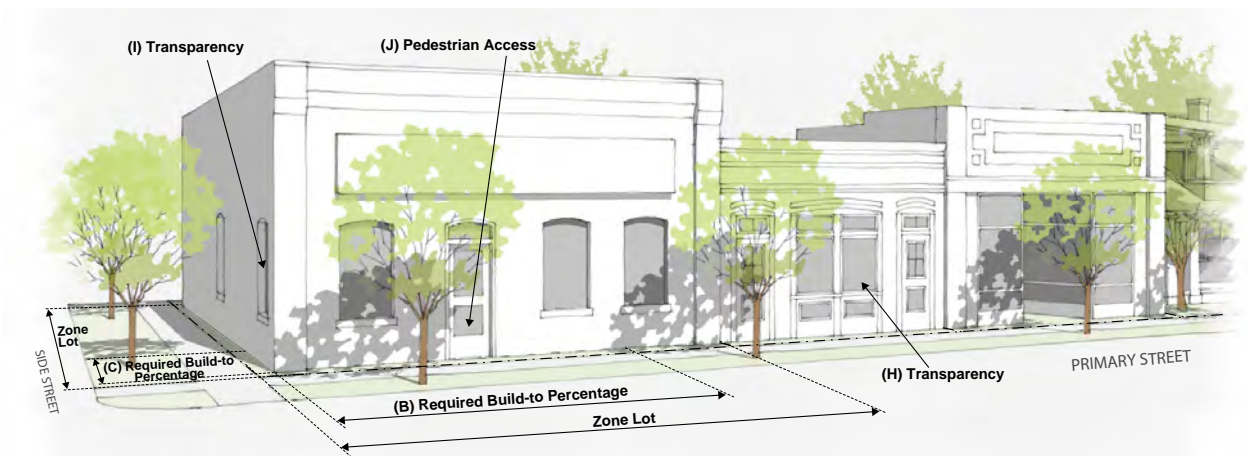 (I) Transparency
(J) Pedestrian Access
Zone
Lot
SIDE STREET
(C) Required Build-to
Percentage
(B) Required Build-to Percentage
Zone Lot
(H) Transparency
PRIMARY STREET